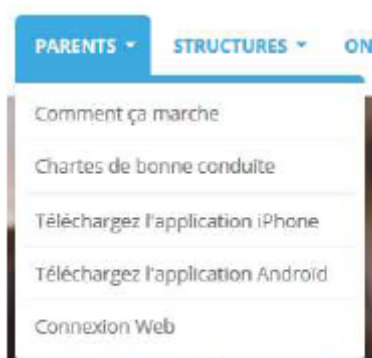 PARENTS STRUCTURES ON
Comment ça marche
Chartes de bonne conduite
Téléchargez l'application iPhone
Téléchargez l'application Android
Connexion Web